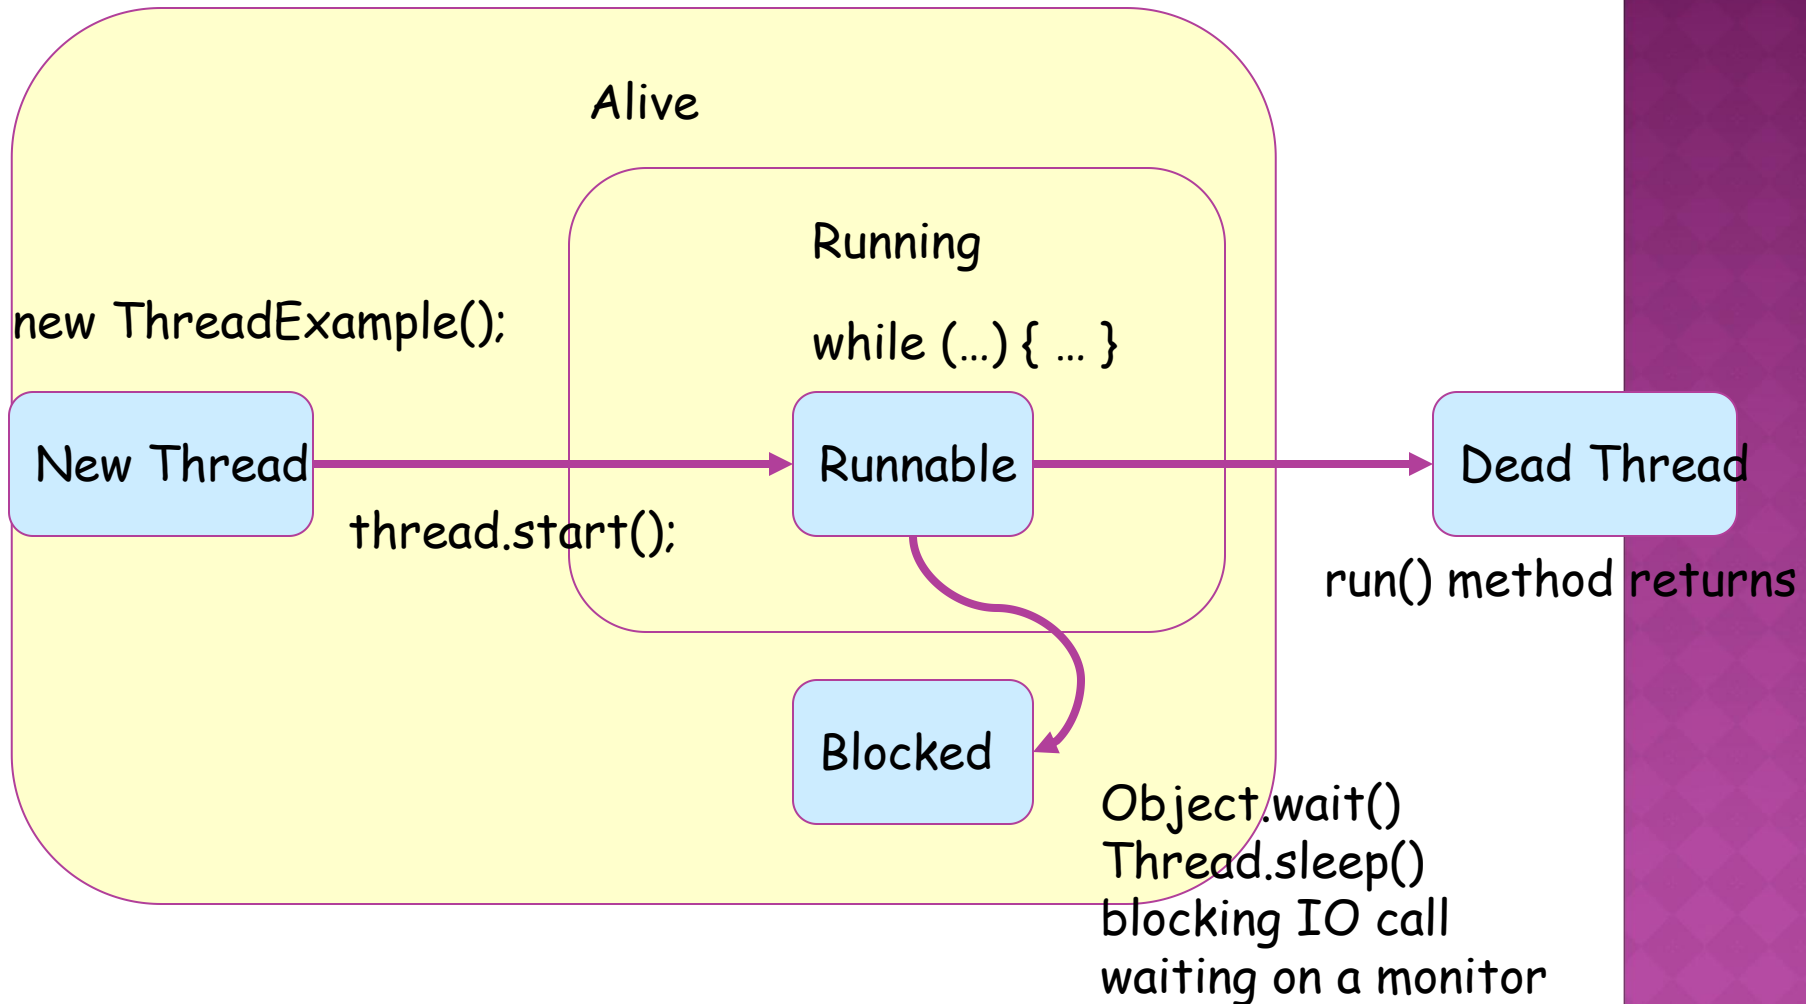 Alive
Running
new ThreadExample();
while (…) { … }
New Thread
Runnable
Dead Thread
thread.start();
run() method returns
Blocked
Object.wait()
Thread.sleep()
blocking IO call
waiting on a monitor